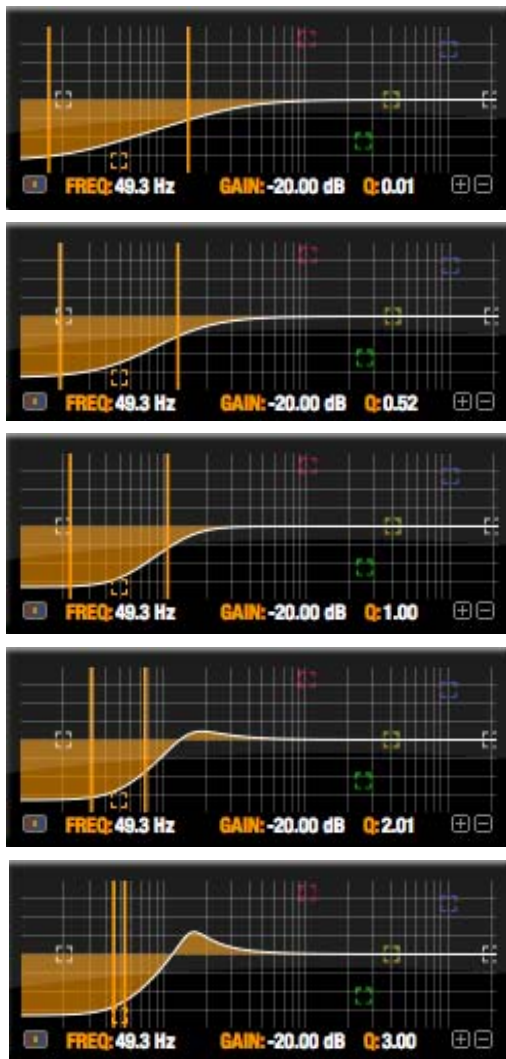 FREQ: 49.3 Hz GAIN: -20.00 dB Q: 0.01
FREQ: 49.3 Hz GAIN: -20.00 dB Q: 0.52
FREQ: 49.3 Hz GAIN: -20.00 dB Q: 1.00
FREQ: 49.3 Hz GAIN: -20.00 dB Q: 2.01
FREQ: 49.3 Hz GAIN: -20.00 dB Q: 3.00